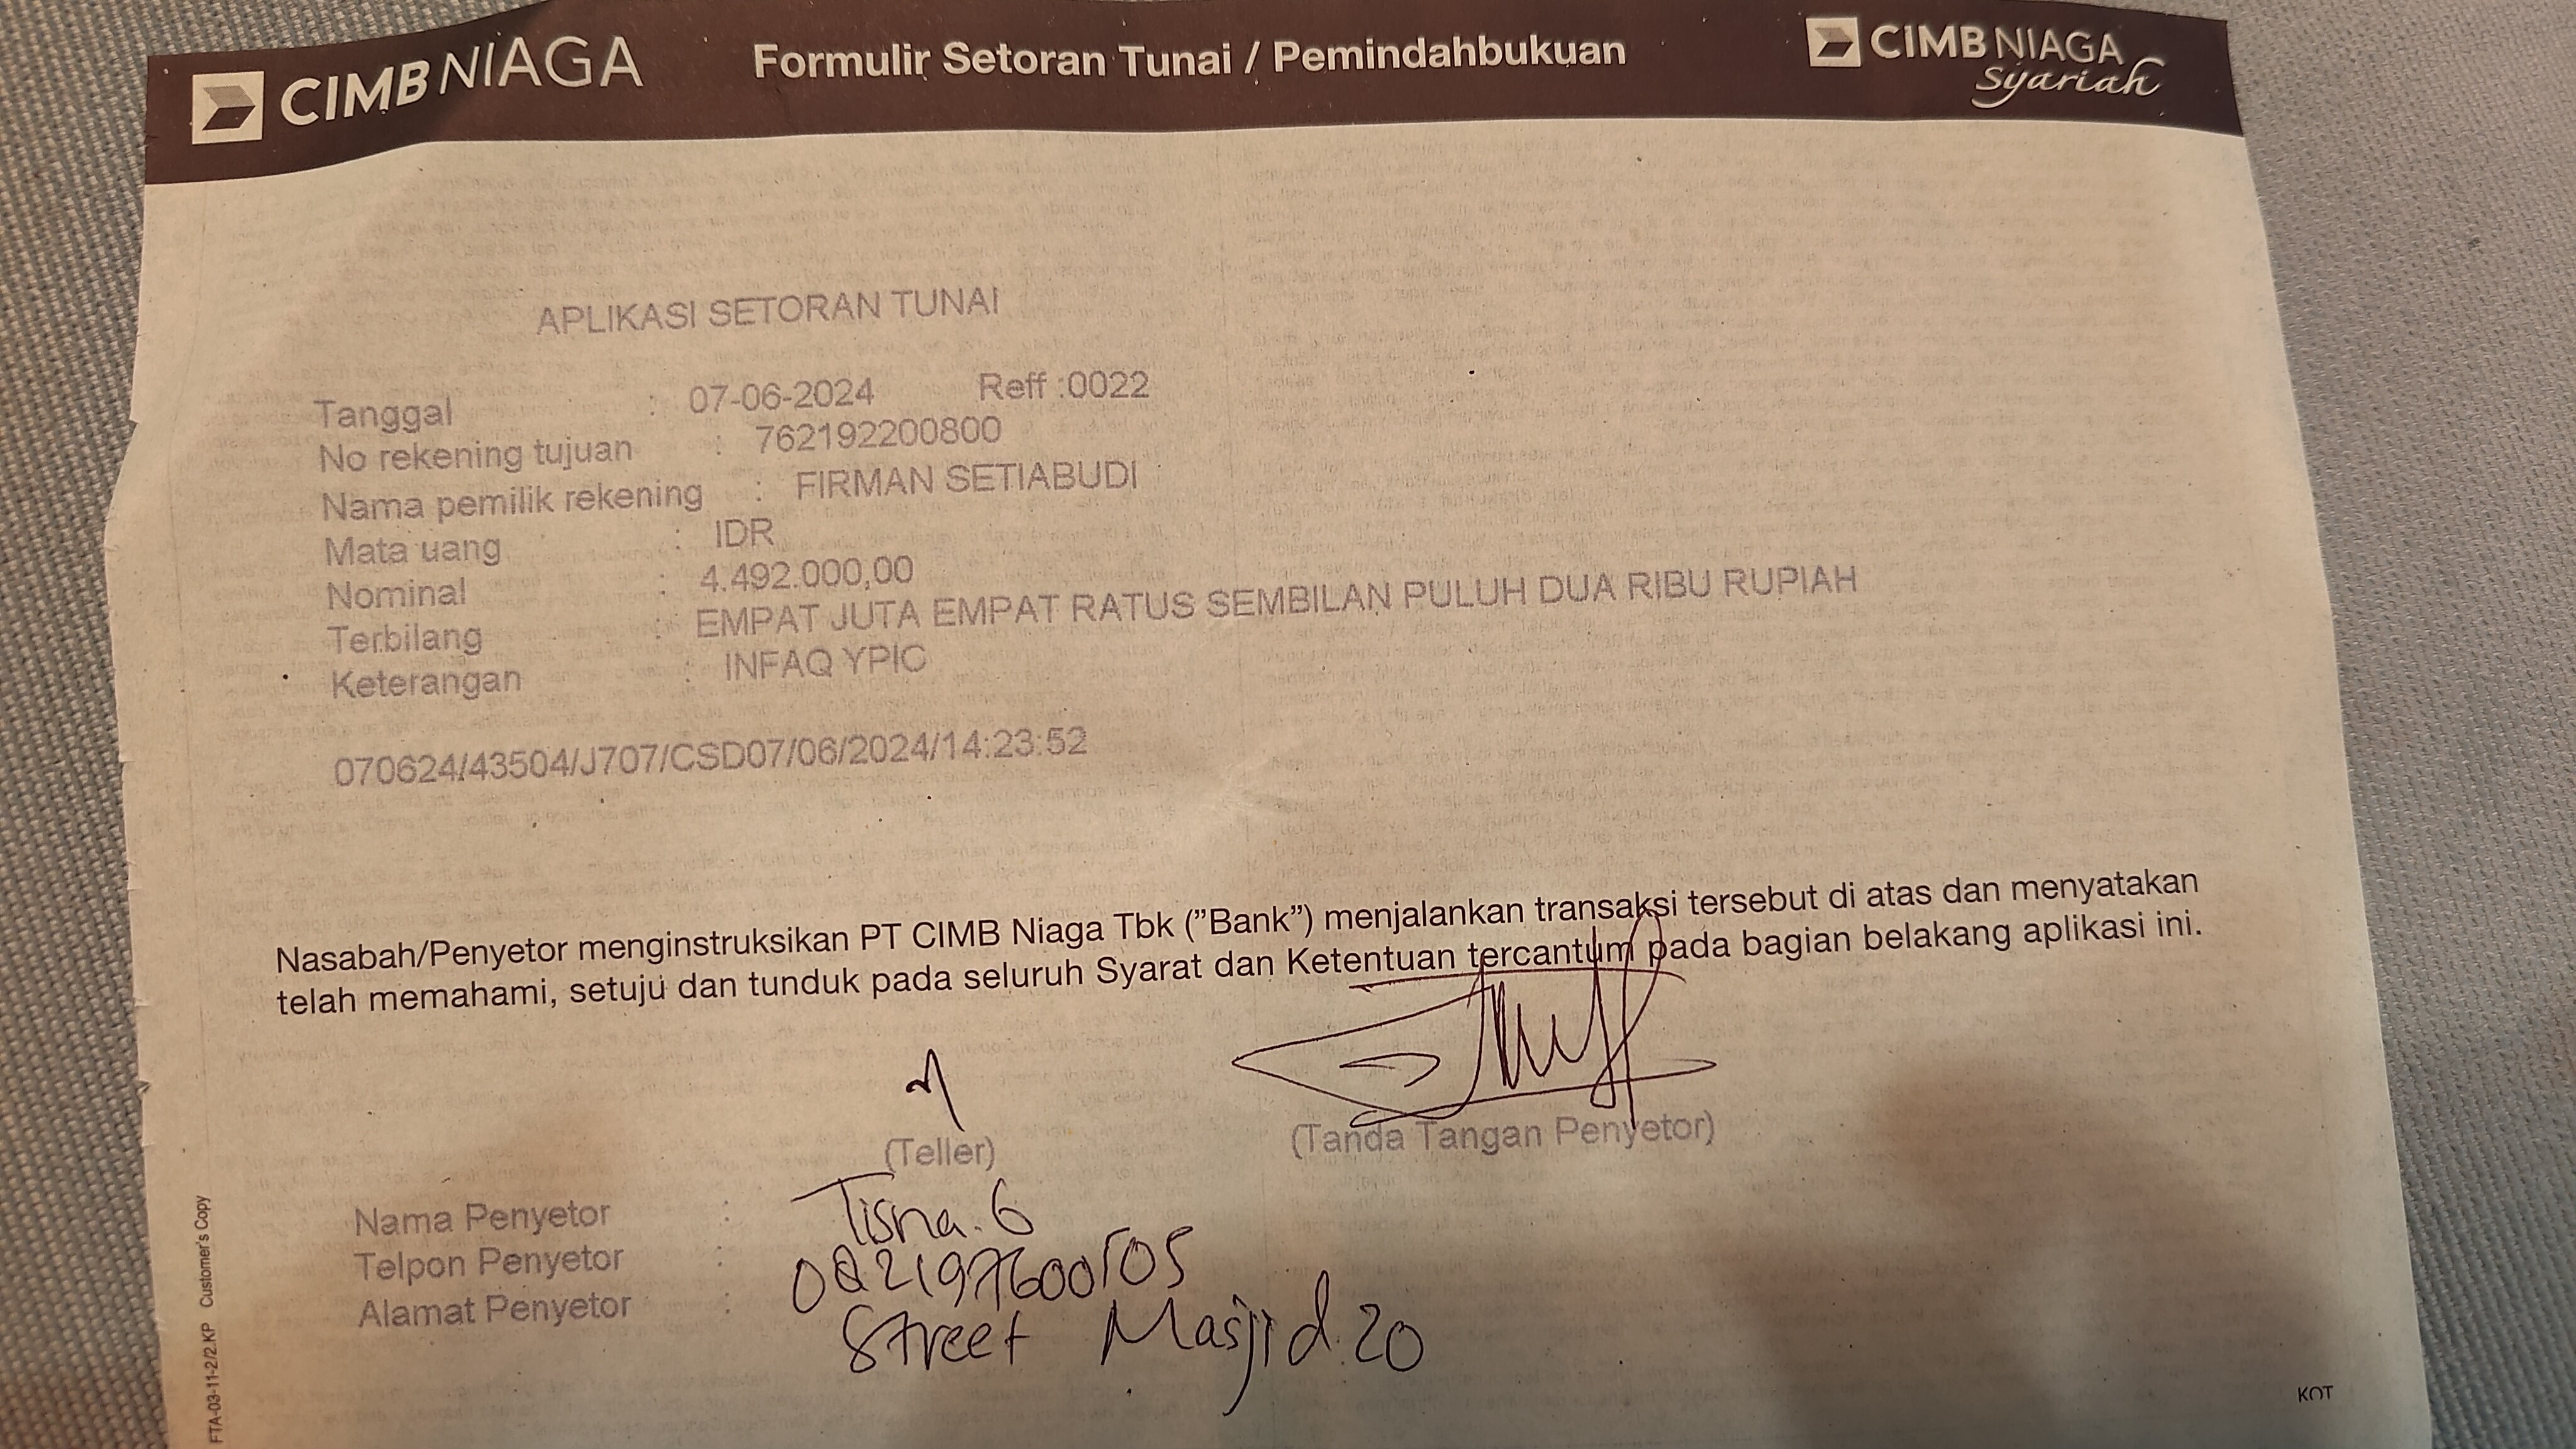 CIMB NIAGA
Formulir Setoran Tunai / Pemindahbukuan
CIMB NIAGA
Syariah
APLIKASI SETORAN TUNAI
Tanggal : 07-06-2024 Reff :0022
No rekening tujuan : 762192200800
Nama pemilik rekening : FIRMAN SETIABUDI
Mata uang : IDR
Nominal : 4.492.000,00
Terbilang : EMPAT JUTA EMPAT RATUS SEMBILAN PULUH DUA RIBU RUPIAH
Keterangan : INFAQ YPIC
070624/43504/J707/CSD07/06/2024/14:23:52
Nasabah/Penyetor menginstruksikan PT CIMB Niaga Tbk (”Bank”) menjalankan transaksi tersebut di atas dan menyatakan
telah memahami, setuju dan tunduk pada seluruh Syarat dan Ketentuan tercantum pada bagian belakang aplikasi ini.
(Teller)
(Tanda Tangan Penyetor)
Nama Penyetor : Tisna. G
Telpon Penyetor : 082197600505
Alamat Penyetor : Street Masjid. 20
FTA-03-11-2/2.KP Customer's Copy